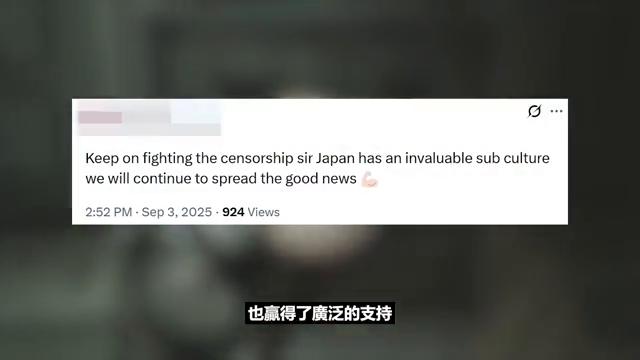 Keep on fighting the censorship sir Japan has an invaluable sub culture
we will continue to spread the good news 💪🏻
2:52 PM · Sep 3, 2025 · 924 Views
也贏得了廣泛的支持